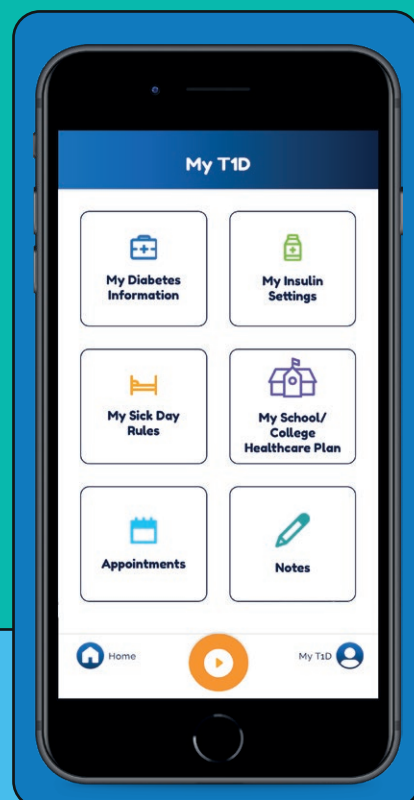 My T1D
My Diabetes
Information
My Insulin
Settings
My Sick Day
Rules
My School/
College
Healthcare Plan
Appointments
Notes
Home
My T1D